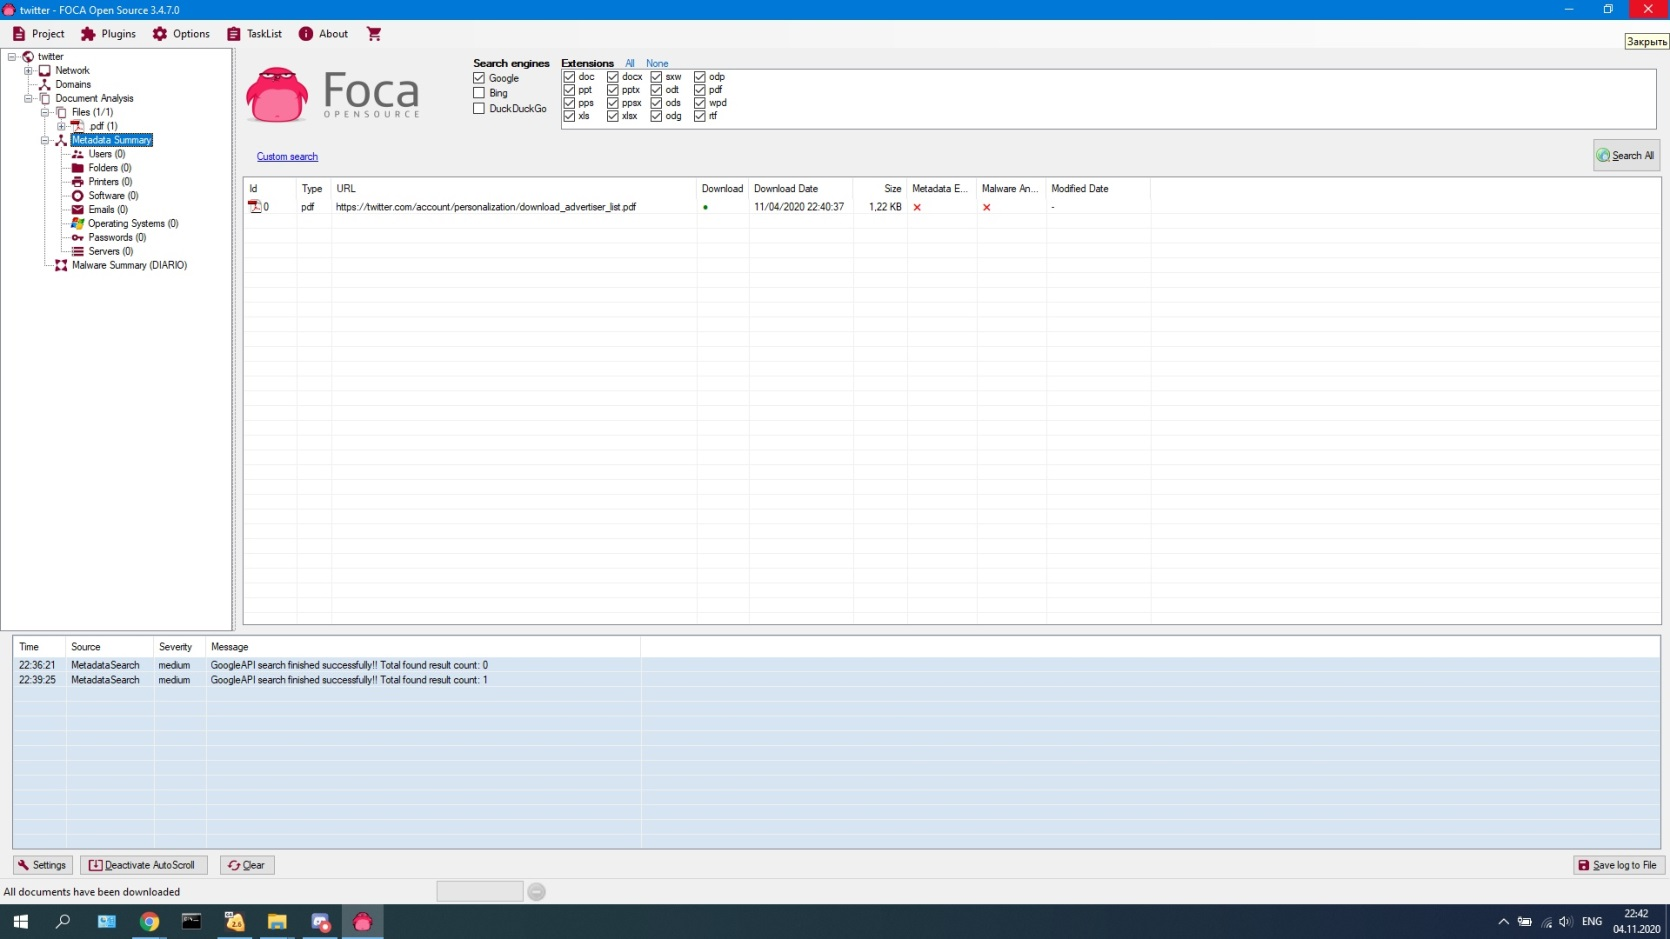 twitter - FOCA Open Source 3.4.7.0
Project Plugins Options TaskList About
Закрыть
twitter
Network
Domains
Document Analysis
Files (1/1)
.pdf (1)
Metadata Summary
Users (0)
Folders (0)
Printers (0)
Software (0)
Emails (0)
Operating Systems (0)
Passwords (0)
Servers (0)
Malware Summary (DIARIO)
Foca
OPENSOURCE
Search engines
Google
Bing
DuckDuckGo
Extensions All None
doc docx sxw odp
ppt pptx odt pdf
pps ppsx ods wpd
xls xlsx odg rtf
Custom search
Search All
Id Type URL Download Download Date Size Metadata E... Malware An... Modified Date
0 pdf https://twitter.com/account/personalization/download_advertiser_list.pdf 11/04/2020 22:40:37 1,22 KB -
Time Source Severity Message
22:36:21 MetadataSearch medium GoogleAPI search finished successfully!! Total found result count: 0
22:39:25 MetadataSearch medium GoogleAPI search finished successfully!! Total found result count: 1
Settings Deactivate AutoScroll Clear Save log to File
All documents have been downloaded
ENG
22:42
04.11.2020